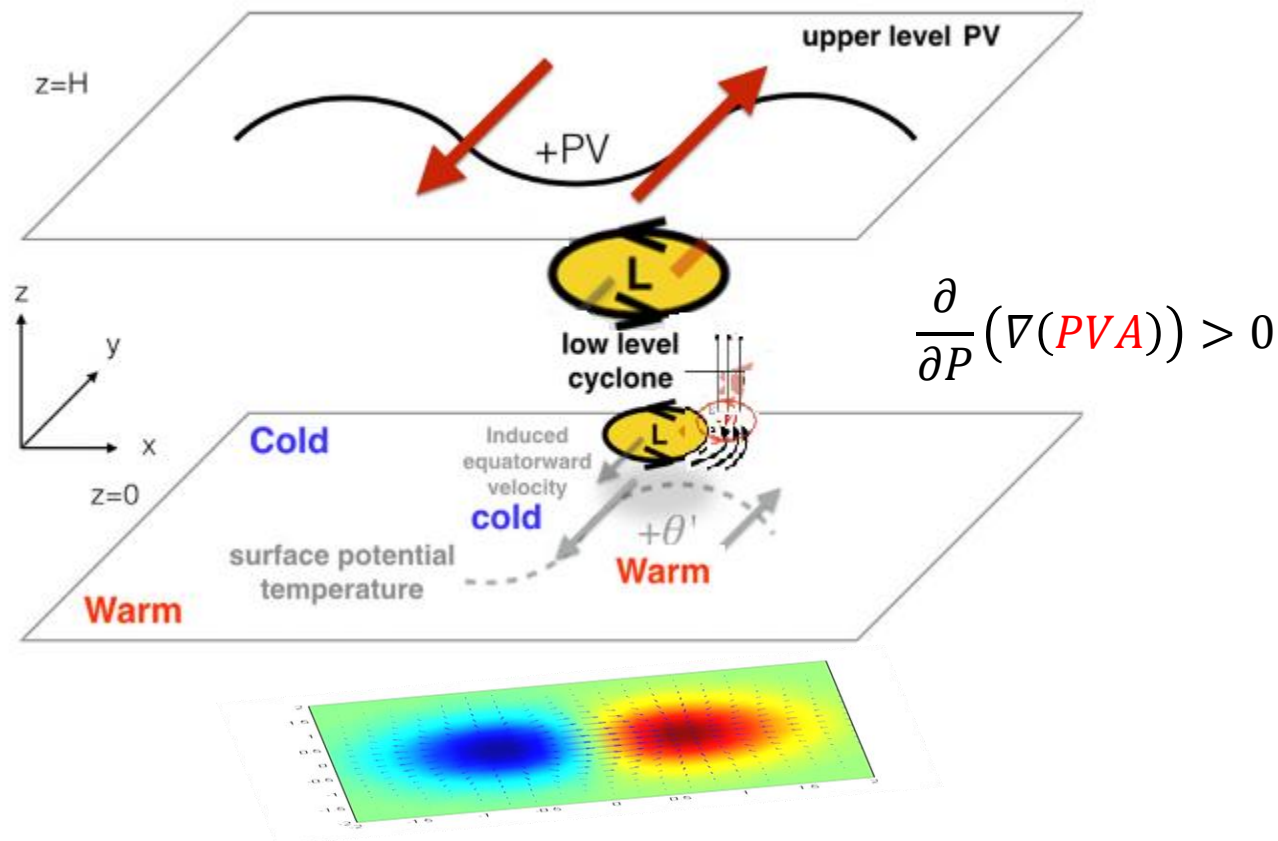 upper level PV
z=H
+PV
L
z
y
x
low level
cyclone
∂/∂P (∇(PVA)) > 0
Cold
Induced
equatorward
velocity
L
z=0
cold
+θ'
surface potential
temperature
Warm
Warm